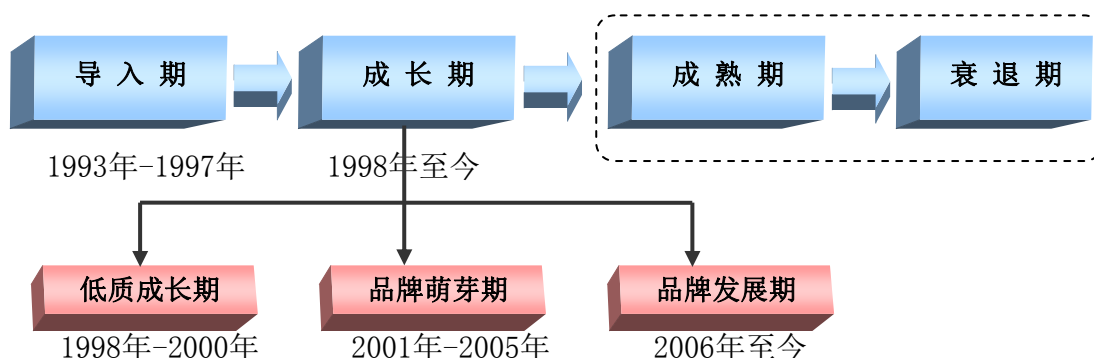 导入期 成长期 成熟期 衰退期
1993年-1997年 1998年至今
低质成长期 品牌萌芽期 品牌发展期
1998年-2000年 2001年-2005年 2006年至今